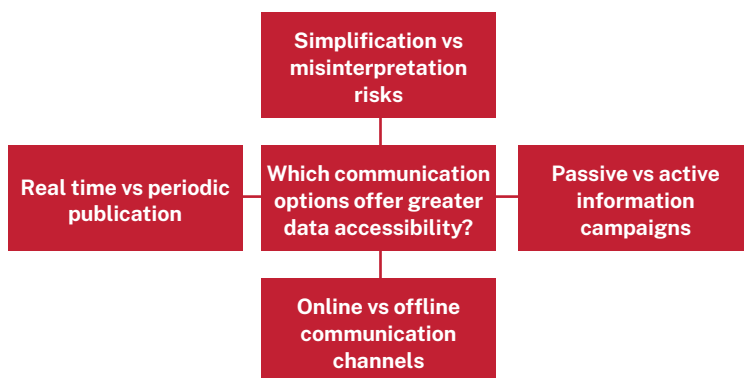 Simplification vs
misinterpretation
risks
Real time vs periodic
publication
Which communication
options offer greater
data accessibility?
Passive vs active
information
campaigns
Online vs offline
communication
channels